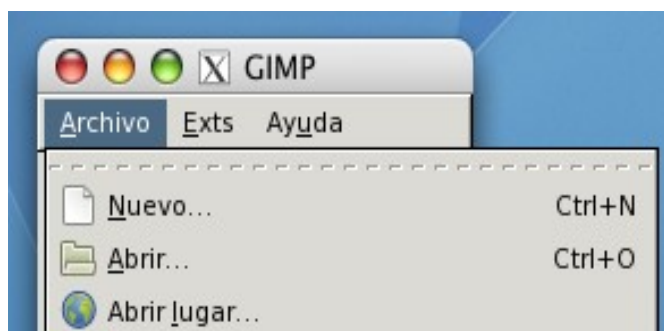 X GIMP
Archivo Exts Ayuda
Nuevo... Ctrl+N
Abrir... Ctrl+O
Abrir lugar...